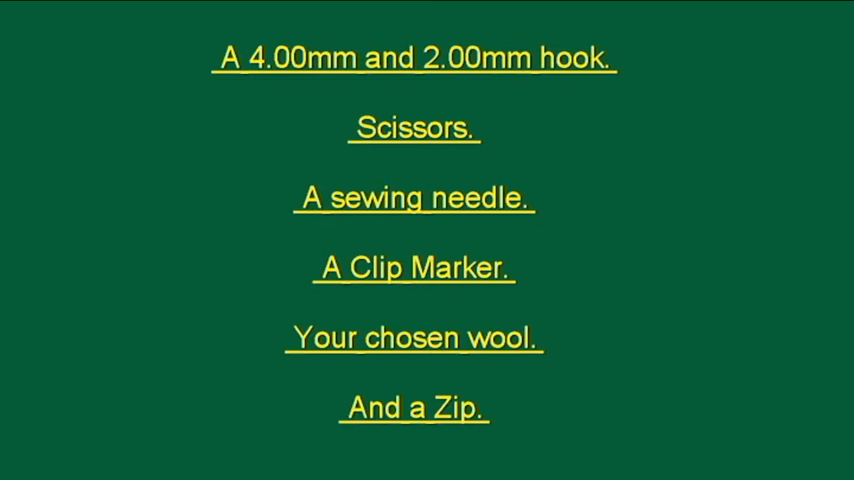 A 4.00mm and 2.00mm hook.
Scissors.
A sewing needle.
A Clip Marker.
Your chosen wool.
And a Zip.